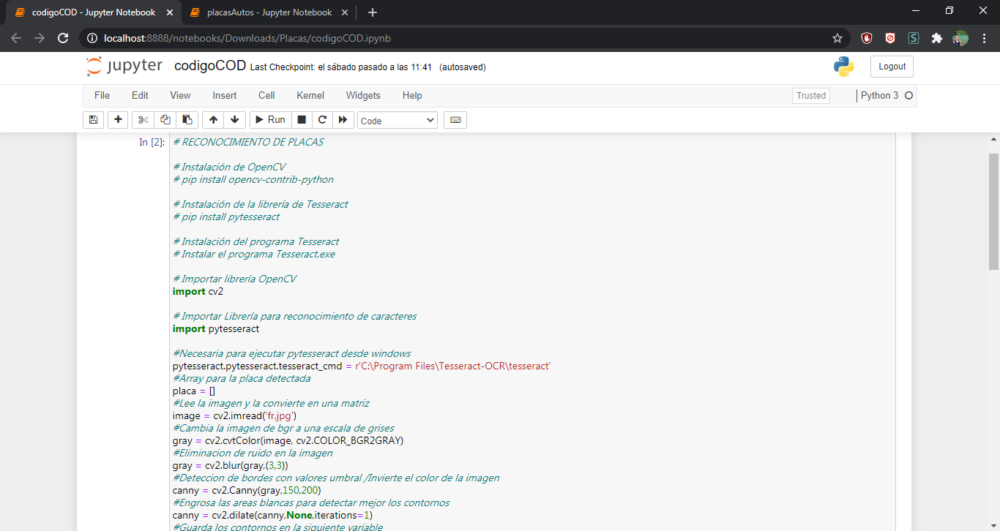 codigoCOD - Jupyter Notebook
placasAutos - Jupyter Notebook
localhost:8888/notebooks/Downloads/Placas/codigoCOD.ipynb
jupyter codigoCOD Last Checkpoint: el sábado pasado a las 11:41 (autosaved)
Logout
File Edit View Insert Cell Kernel Widgets Help
Trusted
Python 3
Run
Code
In [2]:
# RECONOCIMIENTO DE PLACAS
# Instalación de OpenCV
# pip install opencv-contrib-python
# Instalación de la librería de Tesseract
# pip install pytesseract
# Instalación del programa Tesseract
# Instalar el programa Tesseract.exe
# Importar librería OpenCV
import cv2
# Importar Librería para reconocimiento de caracteres
import pytesseract
#Necesaria para ejecutar pytesseract desde windows
pytesseract.pytesseract.tesseract_cmd = r'C:\Program Files\Tesseract-OCR\tesseract'
#Array para la placa detectada
placa = []
#Lee la imagen y la convierte en una matriz
image = cv2.imread('fr.jpg')
#Cambia la imagen de bgr a una escala de grises
gray = cv2.cvtColor(image, cv2.COLOR_BGR2GRAY)
#Eliminacion de ruido en la imagen
gray = cv2.blur(gray,(3,3))
#Deteccion de bordes con valores umbral /Invierte el color de la imagen
canny = cv2.Canny(gray,150,200)
#Engrosa las areas blancas para detectar mejor los contornos
canny = cv2.dilate(canny,None,iterations=1)
#Guarda los contornos en la siguiente variable